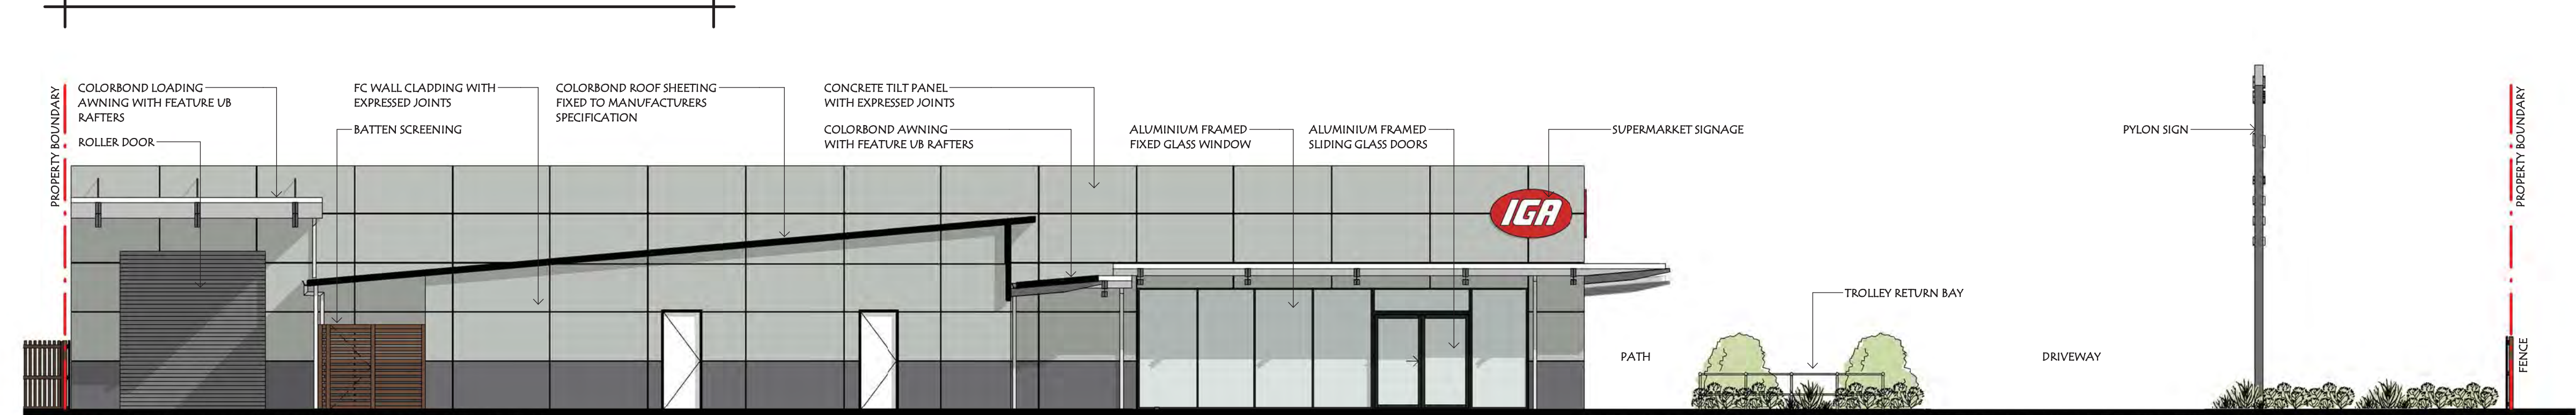 PROPERTY BOUNDARY
COLORBOND LOADING
AWNING WITH FEATURE UB
RAFTERS
ROLLER DOOR
FC WALL CLADDING WITH
EXPRESSED JOINTS
BATTEN SCREENING
COLORBOND ROOF SHEETING
FIXED TO MANUFACTURERS
SPECIFICATION
CONCRETE TILT PANEL
WITH EXPRESSED JOINTS
COLORBOND AWNING
WITH FEATURE UB RAFTERS
ALUMINIUM FRAMED
FIXED GLASS WINDOW
ALUMINIUM FRAMED
SLIDING GLASS DOORS
SUPERMARKET SIGNAGE
IGA
PATH
TROLLEY RETURN BAY
DRIVEWAY
PYLON SIGN
PROPERTY BOUNDARY
FENCE